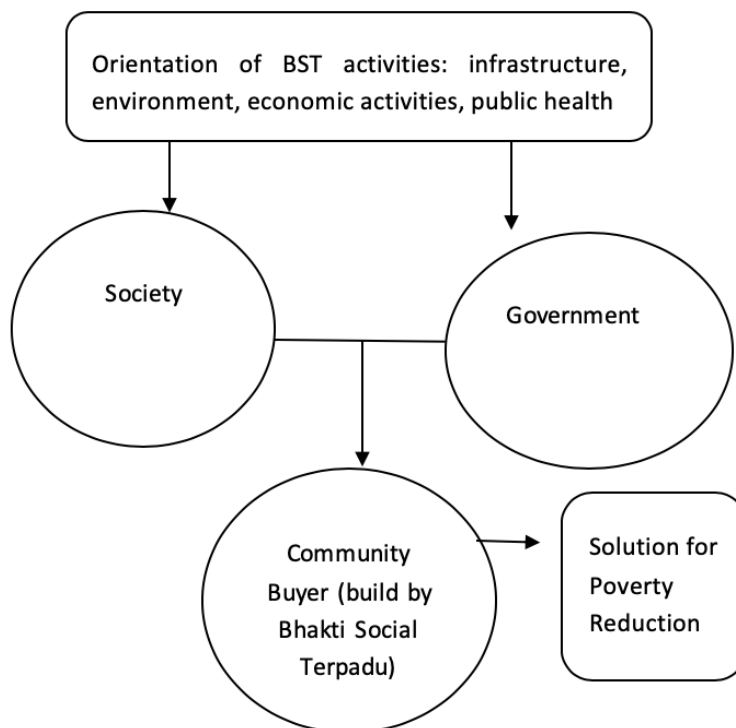 Orientation of BST activities: infrastructure,
environment, economic activities, public health
Society
Government
Community
Buyer (build by
Bhakti Social
Terpadu)
Solution for
Poverty
Reduction